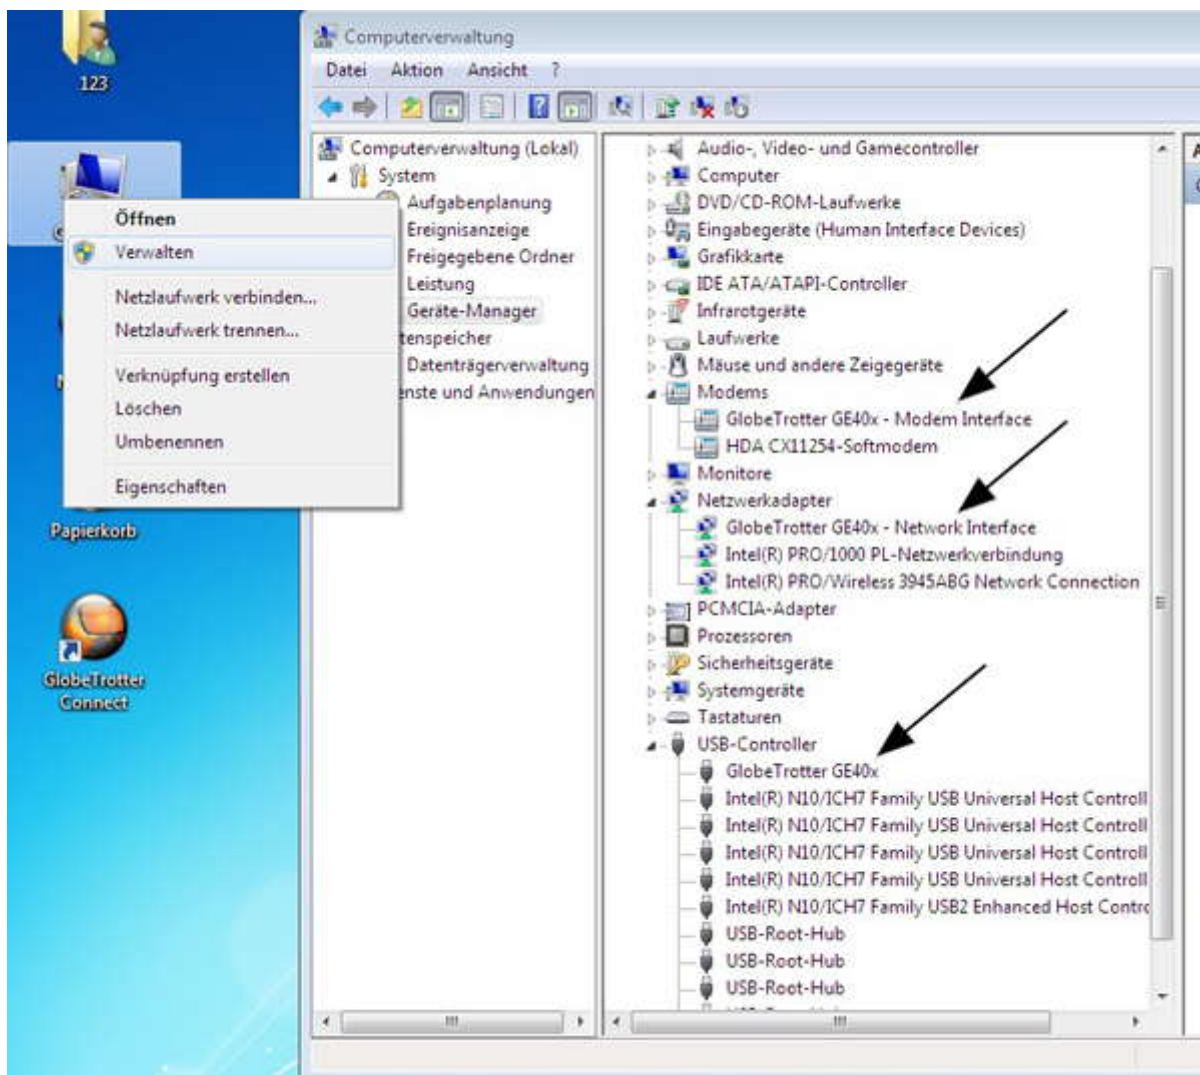 123
Papierkorb
GlobeTrotter
Connect
Öffnen
Verwalten
Netzlaufwerk verbinden...
Netzlaufwerk trennen...
Verknüpfung erstellen
Löschen
Umbenennen
Eigenschaften
Computerverwaltung
Datei Aktion Ansicht ?
Computerverwaltung (Lokal)
System
Aufgabenplanung
Ereignisanzeige
Freigegebene Ordner
Leistung
Geräte-Manager
tenspeicher
Datenträgerverwaltung
enste und Anwendungen
Audio-, Video- und Gamecontroller
Computer
DVD/CD-ROM-Laufwerke
Eingabegeräte (Human Interface Devices)
Grafikkarte
IDE ATA/ATAPI-Controller
Infrarotgeräte
Laufwerke
Mäuse und andere Zeigegeräte
Modems
GlobeTrotter GE40x - Modem Interface
HDA CX11254-Softmodem
Monitore
Netzwerkadapter
GlobeTrotter GE40x - Network Interface
Intel(R) PRO/1000 PL-Netzwerkverbindung
Intel(R) PRO/Wireless 3945ABG Network Connection
PCMCIA-Adapter
Prozessoren
Sicherheitsgeräte
Systemgeräte
Tastaturen
USB-Controller
GlobeTrotter GE40x
Intel(R) N10/ICH7 Family USB Universal Host Controll
Intel(R) N10/ICH7 Family USB Universal Host Controll
Intel(R) N10/ICH7 Family USB Universal Host Controll
Intel(R) N10/ICH7 Family USB Universal Host Controll
Intel(R) N10/ICH7 Family USB2 Enhanced Host Contro
USB-Root-Hub
USB-Root-Hub
USB-Root-Hub
A